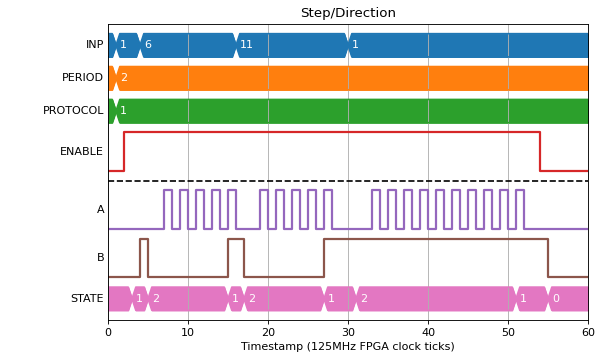 Step/Direction
INP 1 6 11 1
PERIOD 2
PROTOCOL 1
ENABLE
A
B
STATE 1 2 1 2 1 2 1 0
0 10 20 30 40 50 60
Timestamp (125MHz FPGA clock ticks)